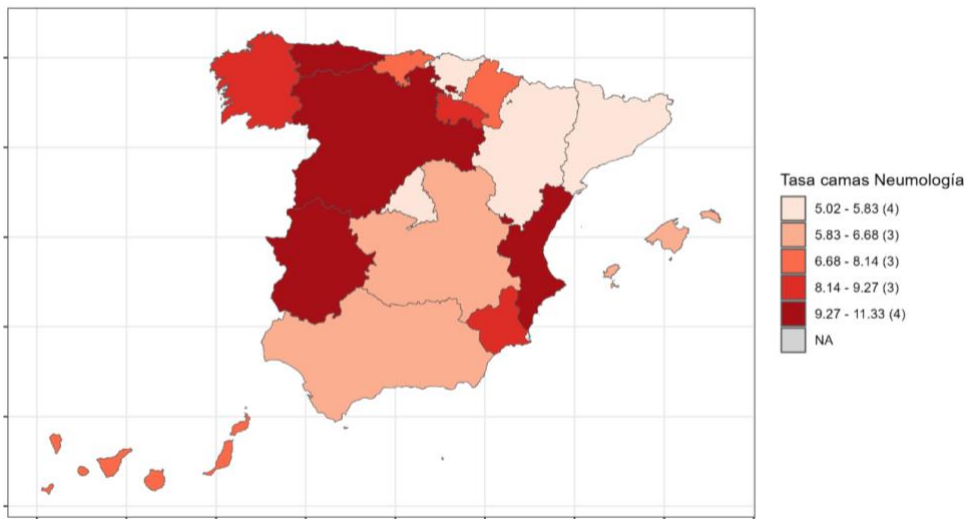 Tasa camas Neumología
5.02 - 5.83 (4)
5.83 - 6.68 (3)
6.68 - 8.14 (3)
8.14 - 9.27 (3)
9.27 - 11.33 (4)
NA